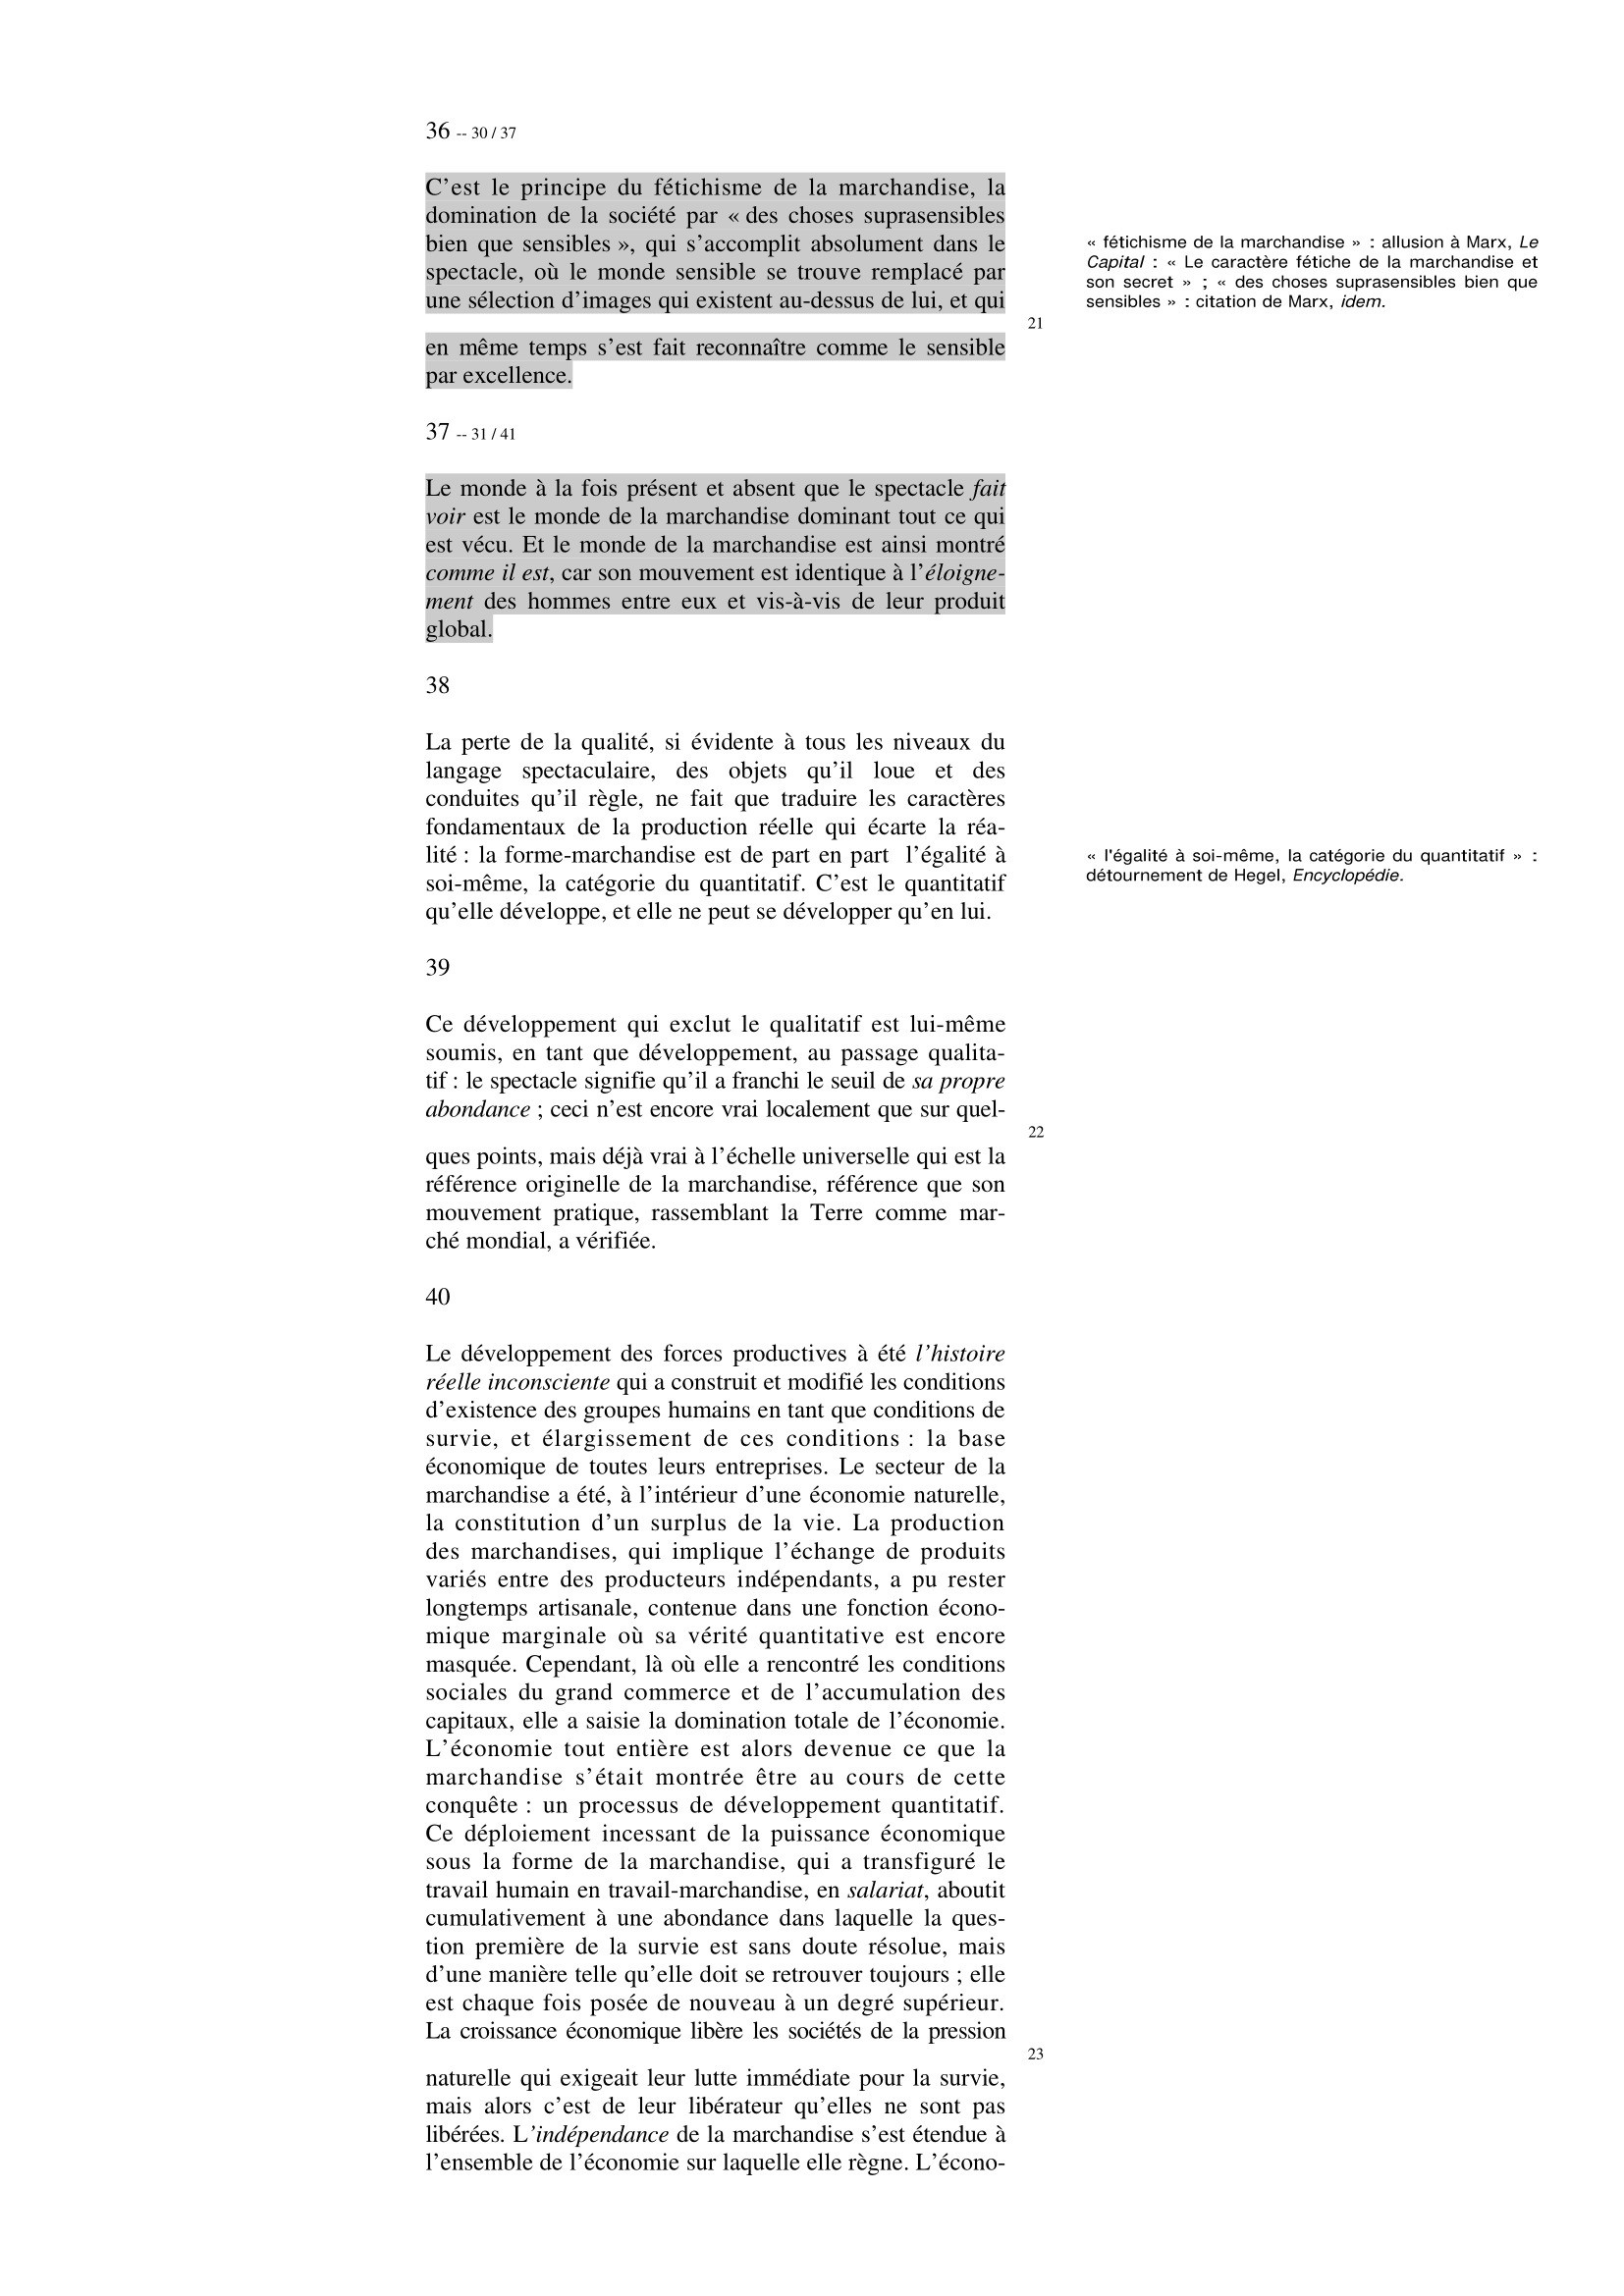 36 -- 30 / 37
C’est le principe du fétichisme de la marchandise, la
domination de la société par « des choses suprasensibles
bien que sensibles », qui s’accomplit absolument dans le
spectacle, où le monde sensible se trouve remplacé par
une sélection d’images qui existent au-dessus de lui, et qui
« fétichisme de la marchandise » : allusion à Marx, Le
Capital : « Le caractère fétiche de la marchandise et
son secret » ; « des choses suprasensibles bien que
sensibles » : citation de Marx, idem.
21
en même temps s’est fait reconnaître comme le sensible
par excellence.
37 -- 31 / 41
Le monde à la fois présent et absent que le spectacle fait
voir est le monde de la marchandise dominant tout ce qui
est vécu. Et le monde de la marchandise est ainsi montré
comme il est, car son mouvement est identique à l’éloigne-
ment des hommes entre eux et vis-à-vis de leur produit
global.
38
La perte de la qualité, si évidente à tous les niveaux du
langage spectaculaire, des objets qu’il loue et des
conduites qu’il règle, ne fait que traduire les caractères
fondamentaux de la production réelle qui écarte la réa-
lité : la forme-marchandise est de part en part l’égalité à
soi-même, la catégorie du quantitatif. C’est le quantitatif
qu’elle développe, et elle ne peut se développer qu’en lui.
« l'égalité à soi-même, la catégorie du quantitatif » :
détournement de Hegel, Encyclopédie.
39
Ce développement qui exclut le qualitatif est lui-même
soumis, en tant que développement, au passage qualita-
tif : le spectacle signifie qu’il a franchi le seuil de sa propre
abondance ; ceci n’est encore vrai localement que sur quel-
22
ques points, mais déjà vrai à l’échelle universelle qui est la
référence originelle de la marchandise, référence que son
mouvement pratique, rassemblant la Terre comme mar-
ché mondial, a vérifiée.
40
Le développement des forces productives à été l’histoire
réelle inconsciente qui a construit et modifié les conditions
d’existence des groupes humains en tant que conditions de
survie, et élargissement de ces conditions : la base
économique de toutes leurs entreprises. Le secteur de la
marchandise a été, à l’intérieur d’une économie naturelle,
la constitution d’un surplus de la vie. La production
des marchandises, qui implique l’échange de produits
variés entre des producteurs indépendants, a pu rester
longtemps artisanale, contenue dans une fonction écono-
mique marginale où sa vérité quantitative est encore
masquée. Cependant, là où elle a rencontré les conditions
sociales du grand commerce et de l’accumulation des
capitaux, elle a saisie la domination totale de l’économie.
L’économie tout entière est alors devenue ce que la
marchandise s’était montrée être au cours de cette
conquête : un processus de développement quantitatif.
Ce déploiement incessant de la puissance économique
sous la forme de la marchandise, qui a transfiguré le
travail humain en travail-marchandise, en salariat, aboutit
cumulativement à une abondance dans laquelle la ques-
tion première de la survie est sans doute résolue, mais
d’une manière telle qu’elle doit se retrouver toujours ; elle
est chaque fois posée de nouveau à un degré supérieur.
La croissance économique libère les sociétés de la pression
23
naturelle qui exigeait leur lutte immédiate pour la survie,
mais alors c’est de leur libérateur qu’elles ne sont pas
libérées. L’indépendance de la marchandise s’est étendue à
l’ensemble de l’économie sur laquelle elle règne. L’écono-